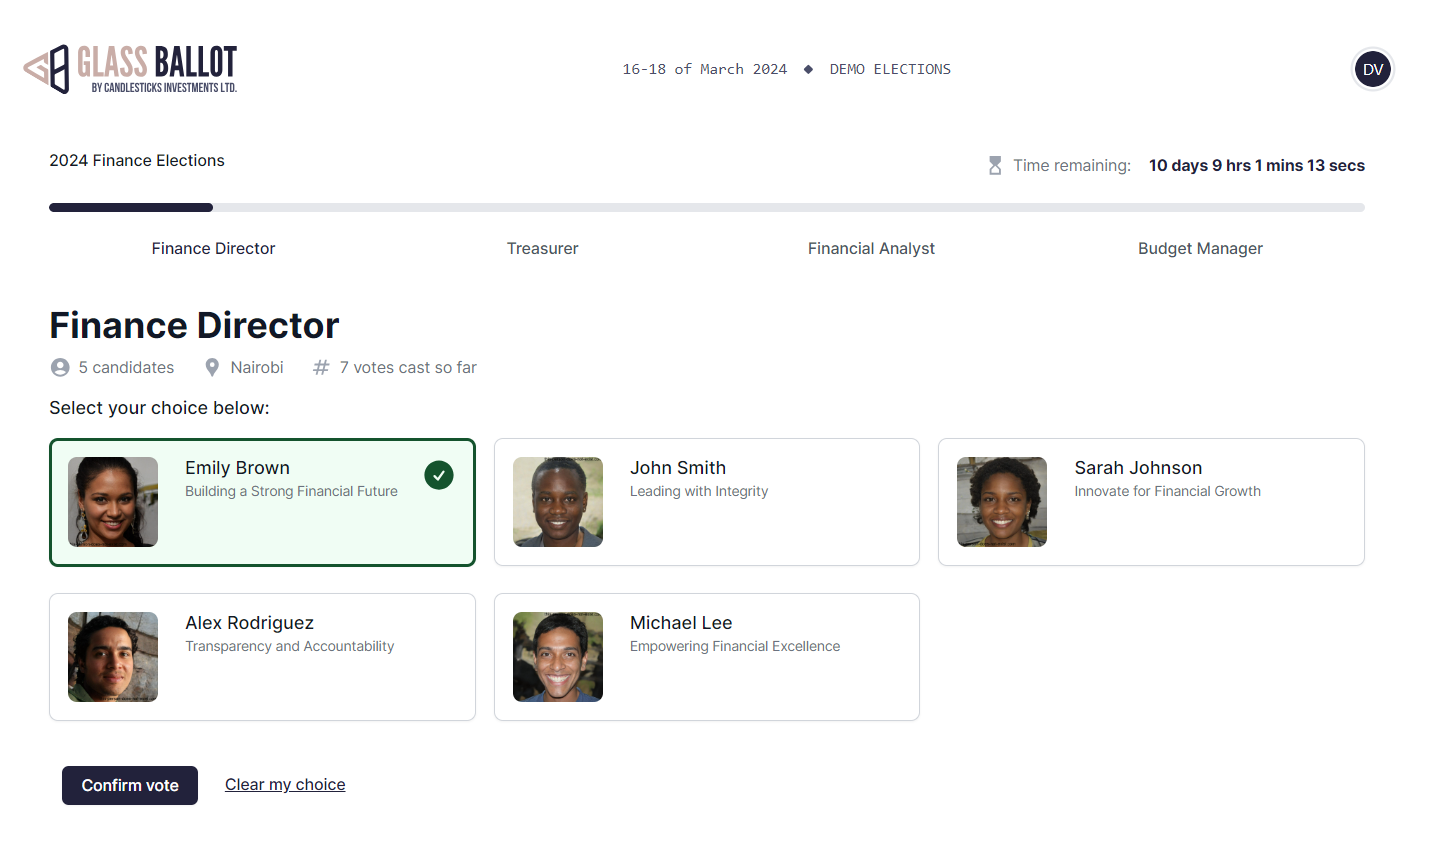 GLASS BALLOT
BY CANDLESTICKS INVESTMENTS LTD.
16-18 of March 2024 ◆ DEMO ELECTIONS
DV
2024 Finance Elections
Time remaining: 10 days 9 hrs 1 mins 13 secs
Finance Director
Treasurer
Financial Analyst
Budget Manager
Finance Director
5 candidates
Nairobi
# 7 votes cast so far
Select your choice below:
Emily Brown
Building a Strong Financial Future
John Smith
Leading with Integrity
Sarah Johnson
Innovate for Financial Growth
Alex Rodriguez
Transparency and Accountability
Michael Lee
Empowering Financial Excellence
Confirm vote
Clear my choice